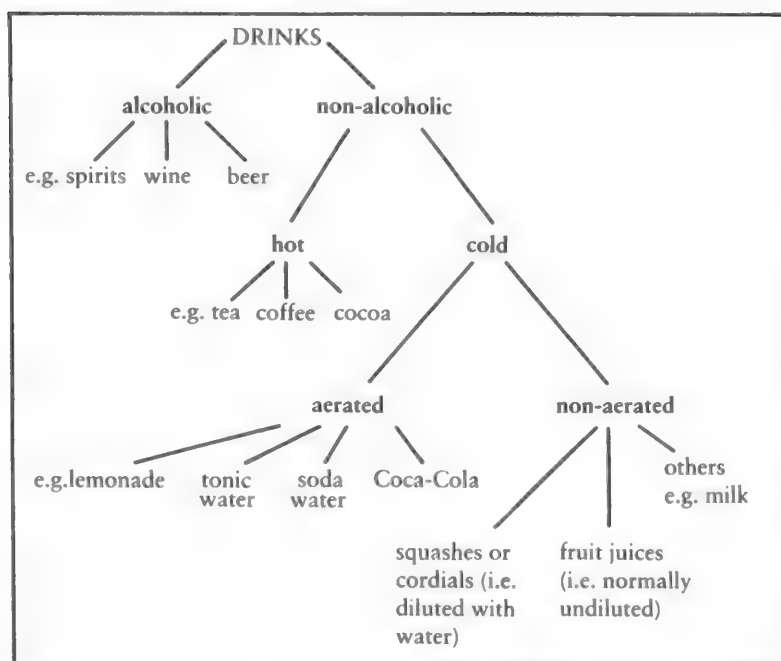 DRINKS
alcoholic non-alcoholic
e.g. spirits wine beer
hot cold
e.g. tea coffee cocoa
aerated non-aerated
e.g.lemonade tonic water soda water Coca-Cola
others
e.g. milk
squashes or
cordials (i.e.
diluted with
water)
fruit juices
(i.e. normally
undiluted)